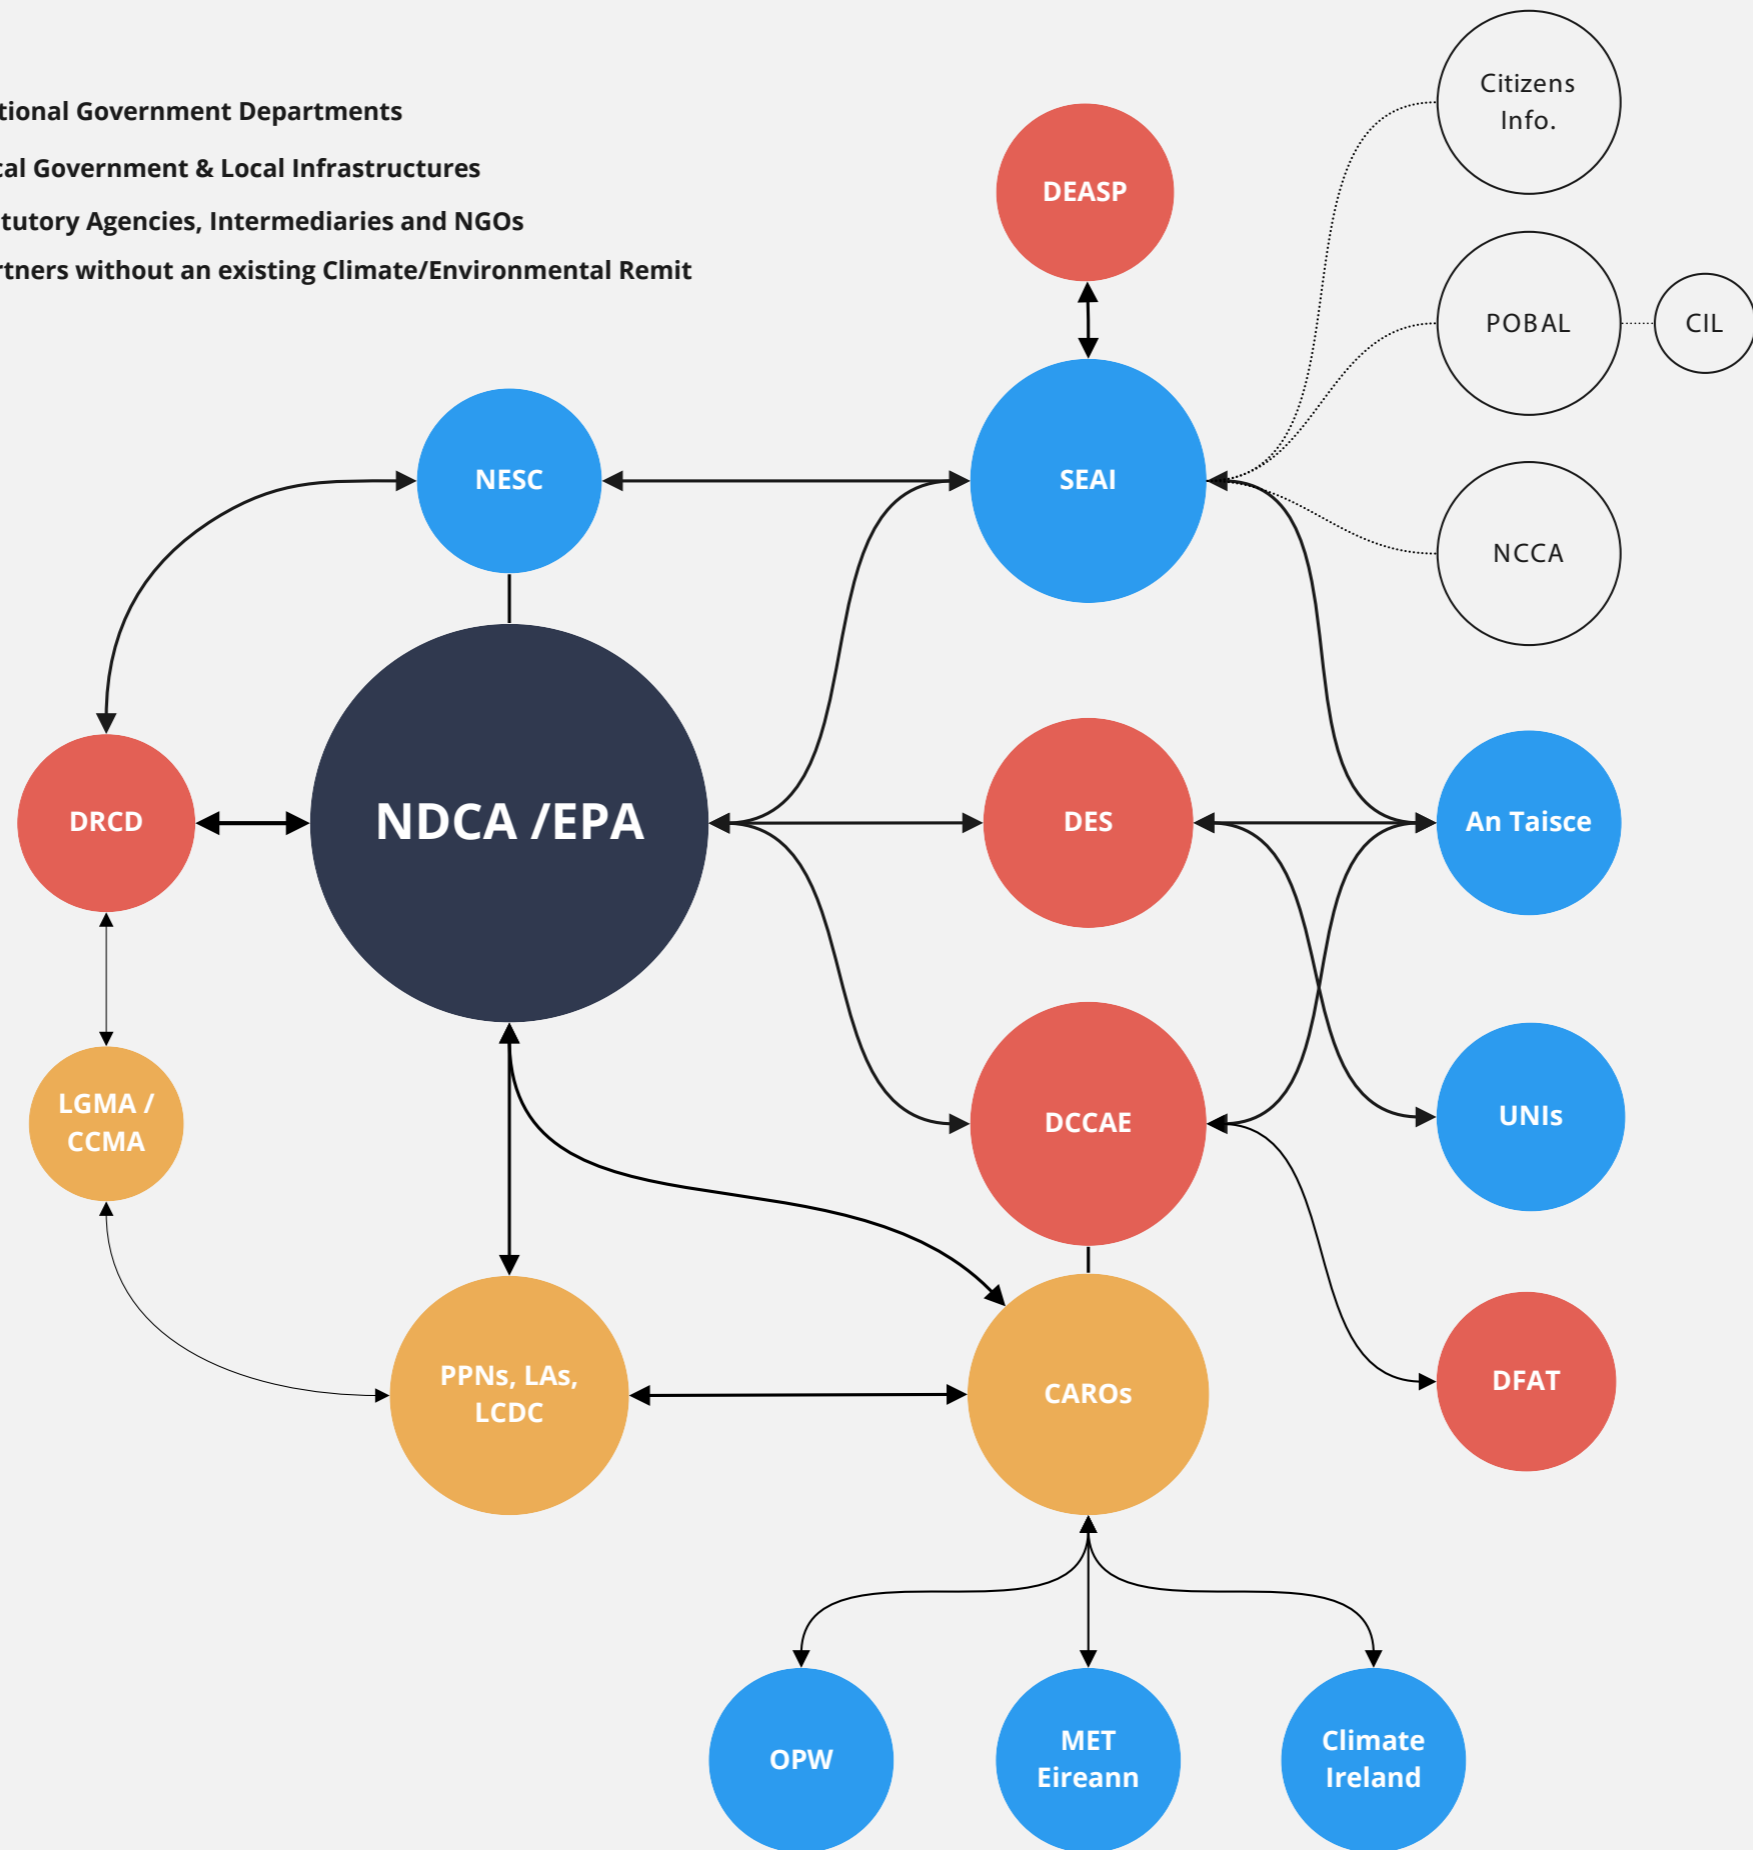 tional Government Departments
cal Government & Local Infrastructures
tutory Agencies, Intermediaries and NGOs
rtners without an existing Climate/Environmental Remit
Citizens
Info.
DEASP
POBAL
CIL
NESC
SEAI
NCCA
DRCD
NDCA /EPA
DES
An Taisce
LGMA /
CCMA
DCCAE
UNIs
PPNs, LAs,
LCDC
CAROs
DFAT
OPW
MET
Eireann
Climate
Ireland